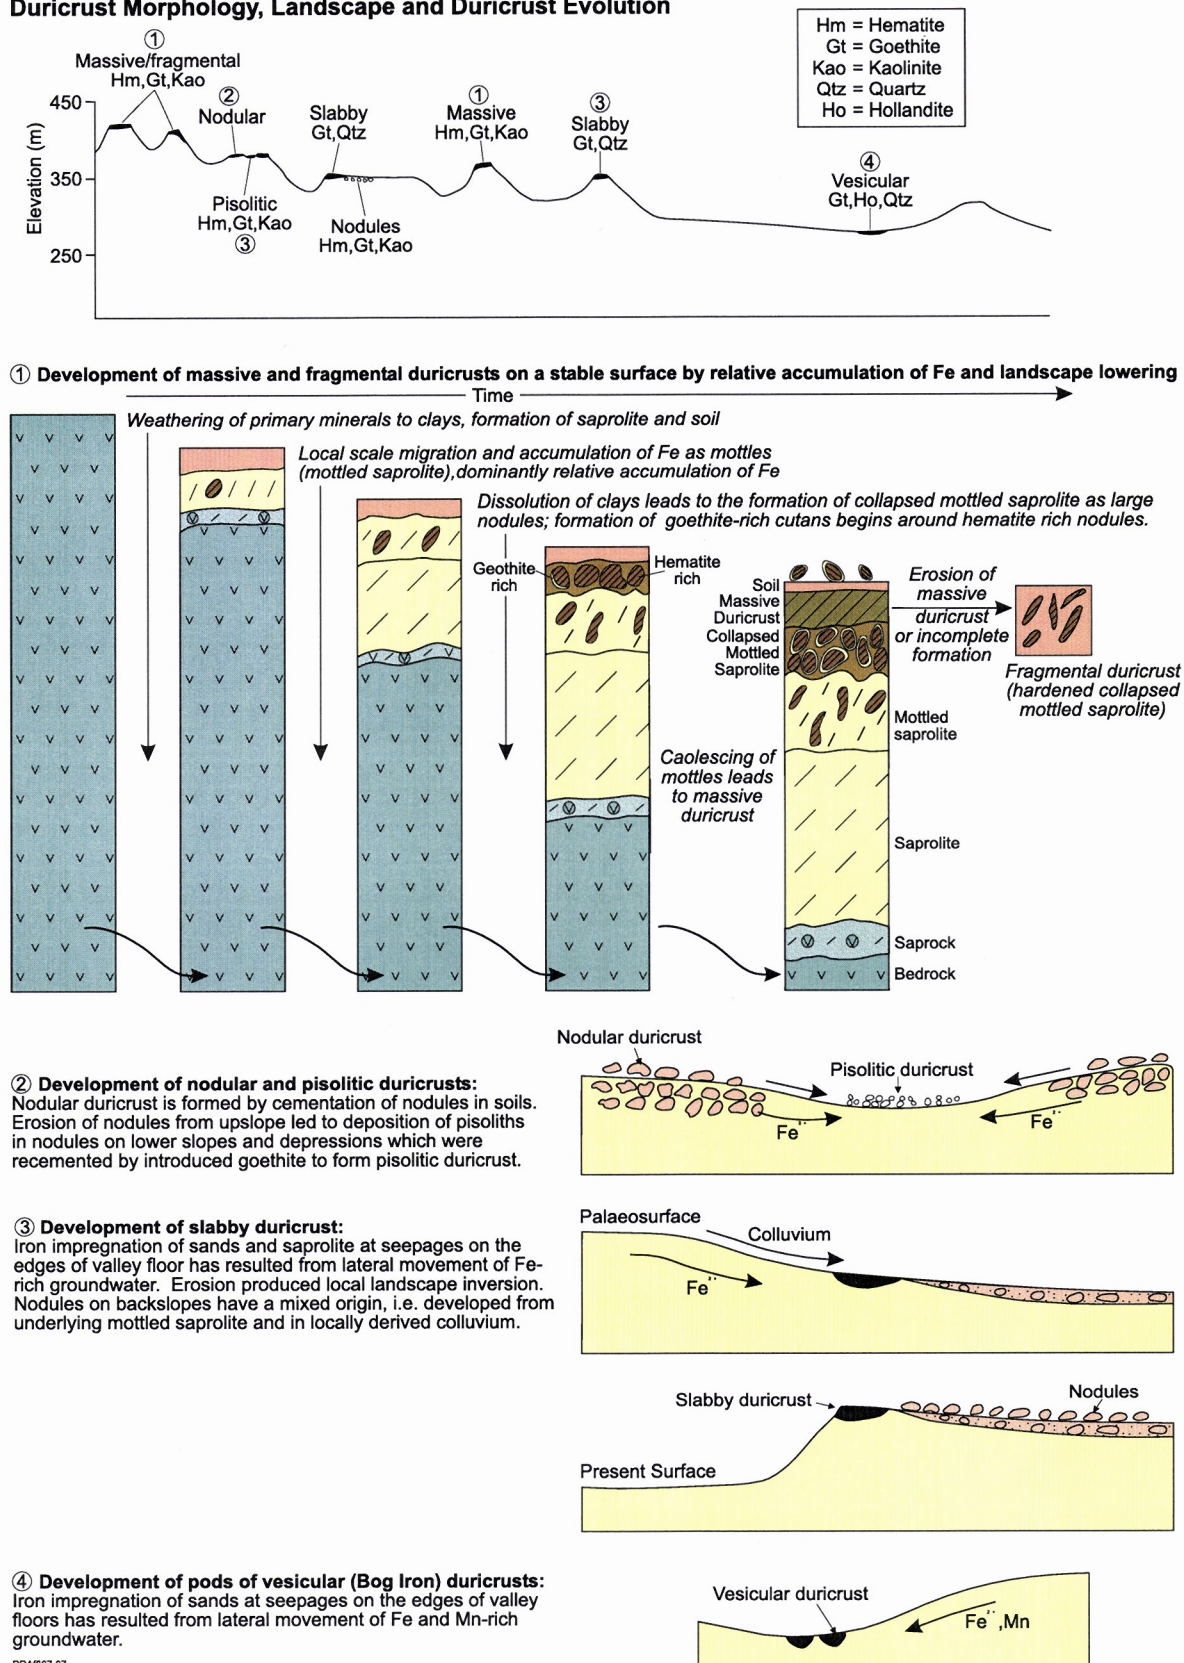 Duricrust Morphology, Landscape and Duricrust Evolution
Hm = Hematite
Gt = Goethite
Kao = Kaolinite
Qtz = Quartz
Ho = Hollandite
①
Massive/fragmental
Hm,Gt,Kao
②
Nodular
Slabby
Gt,Qtz
①
Massive
Hm,Gt,Kao
③
Slabby
Gt,Qtz
④
Vesicular
Gt,Ho,Qtz
Pisolitic
Hm,Gt,Kao
③
Nodules
Hm,Gt,Kao
Elevation (m)
450
350
250
① Development of massive and fragmental duricrusts on a stable surface by relative accumulation of Fe and landscape lowering
Time
Weathering of primary minerals to clays, formation of saprolite and soil
Local scale migration and accumulation of Fe as mottles
(mottled saprolite),dominantly relative accumulation of Fe
Dissolution of clays leads to the formation of collapsed mottled saprolite as large
nodules; formation of goethite-rich cutans begins around hematite rich nodules.
Geothite
rich
Hematite
rich
Soil
Massive
Duricrust
Collapsed
Mottled
Saprolite
Erosion of
massive
duricrust
or incomplete
formation
Fragmental duricrust
(hardened collapsed
mottled saprolite)
Mottled
saprolite
Caolescing of
mottles leads
to massive
duricrust
Saprolite
Saprock
Bedrock
② Development of nodular and pisolitic duricrusts:
Nodular duricrust is formed by cementation of nodules in soils.
Erosion of nodules from upslope led to deposition of pisoliths
in nodules on lower slopes and depressions which were
recemented by introduced goethite to form pisolitic duricrust.
Nodular duricrust
Pisolitic duricrust
Fe
Fe
③ Development of slabby duricrust:
Iron impregnation of sands and saprolite at seepages on the
edges of valley floor has resulted from lateral movement of Fe-
rich groundwater. Erosion produced local landscape inversion.
Nodules on backslopes have a mixed origin, i.e. developed from
underlying mottled saprolite and in locally derived colluvium.
Palaeosurface
Colluvium
Fe
Slabby duricrust
Nodules
Present Surface
④ Development of pods of vesicular (Bog Iron) duricrusts:
Iron impregnation of sands at seepages on the edges of valley
floors has resulted from lateral movement of Fe and Mn-rich
groundwater.
Vesicular duricrust
Fe ,Mn